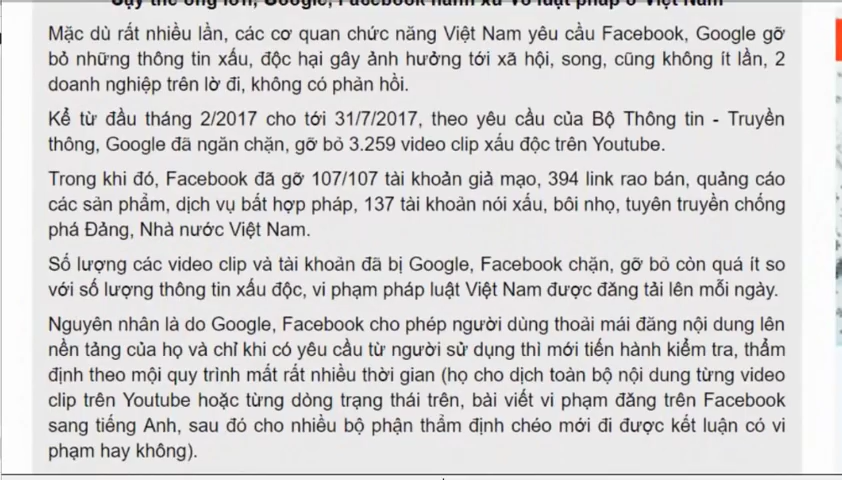 Mặc dù rất nhiều lần, các cơ quan chức năng Việt Nam yêu cầu Facebook, Google gỡ
bỏ những thông tin xấu, độc hại gây ảnh hưởng tới xã hội, song, cũng không ít lần, 2
doanh nghiệp trên lờ đi, không có phản hồi.
Kể từ đầu tháng 2/2017 cho tới 31/7/2017, theo yêu cầu của Bộ Thông tin - Truyền
thông, Google đã ngăn chặn, gỡ bỏ 3.259 video clip xấu độc trên Youtube.
Trong khi đó, Facebook đã gỡ 107/107 tài khoản giả mạo, 394 link rao bán, quảng cáo
các sản phẩm, dịch vụ bất hợp pháp, 137 tài khoản nói xấu, bôi nhọ, tuyên truyền chống
phá Đảng, Nhà nước Việt Nam.
Số lượng các video clip và tài khoản đã bị Google, Facebook chặn, gỡ bỏ còn quá ít so
với số lượng thông tin xấu độc, vi phạm pháp luật Việt Nam được đăng tải lên mỗi ngày.
Nguyên nhân là do Google, Facebook cho phép người dùng thoải mái đăng nội dung lên
nền tảng của họ và chỉ khi có yêu cầu từ người sử dụng thì mới tiến hành kiểm tra, thẩm
định theo một quy trình mất rất nhiều thời gian (họ cho dịch toàn bộ nội dung từng video
clip trên Youtube hoặc từng dòng trạng thái trên, bài viết vi phạm đăng trên Facebook
sang tiếng Anh, sau đó cho nhiều bộ phận thẩm định chéo mới đi được kết luận có vi
phạm hay không).